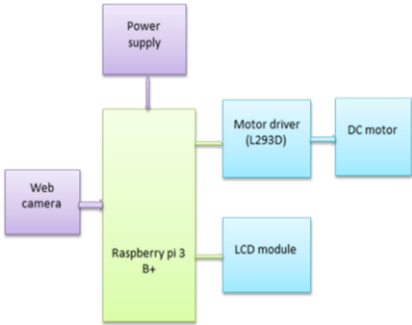 Power
supply
Motor driver
(L293D)
DC motor
Web
camera
Raspberry pi 3
B+
LCD module